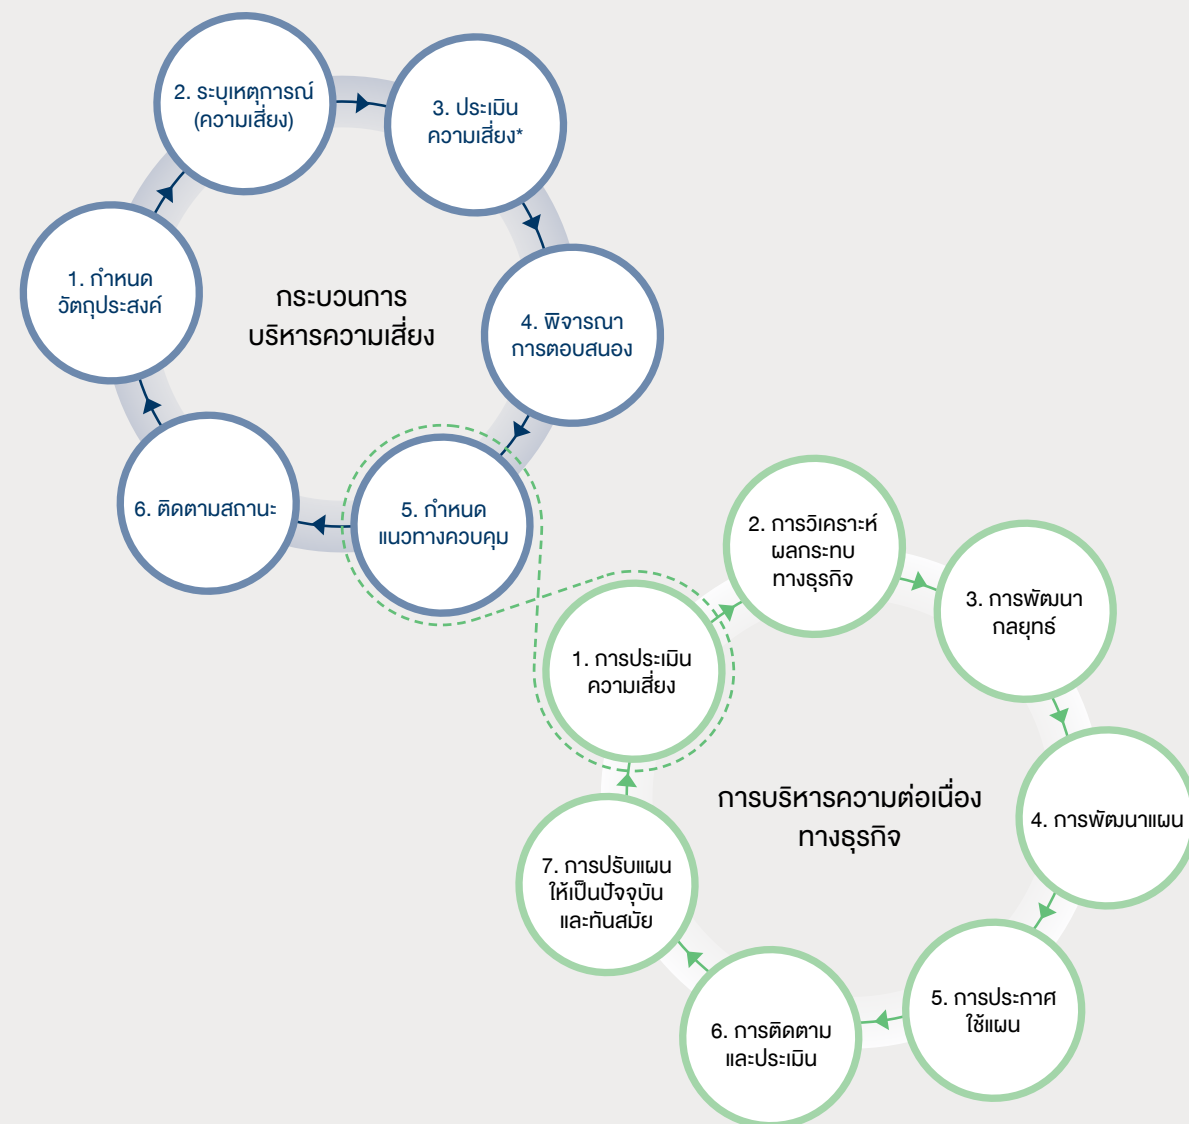 2. ระบุเหตุการณ์
(ความเสี่ยง)
3. ประเมิน
ความเสี่ยง*
1. กำหนด
วัตถุประสงค์
กระบวนการ
บริหารความเสี่ยง
4. พิจารณา
การตอบสนอง
6. ติดตามสถานะ
5. กำหนด
แนวทางควบคุม
2. การวิเคราะห์
ผลกระทบ
ทางธุรกิจ
3. การพัฒนา
กลยุทธ์
1. การประเมิน
ความเสี่ยง
การบริหารความต่อเนื่อง
ทางธุรกิจ
4. การพัฒนาแผน
7. การปรับแผน
ให้เป็นปัจจุบัน
และทันสมัย
5. การประกาศ
ใช้แผน
6. การติดตาม
และประเมิน